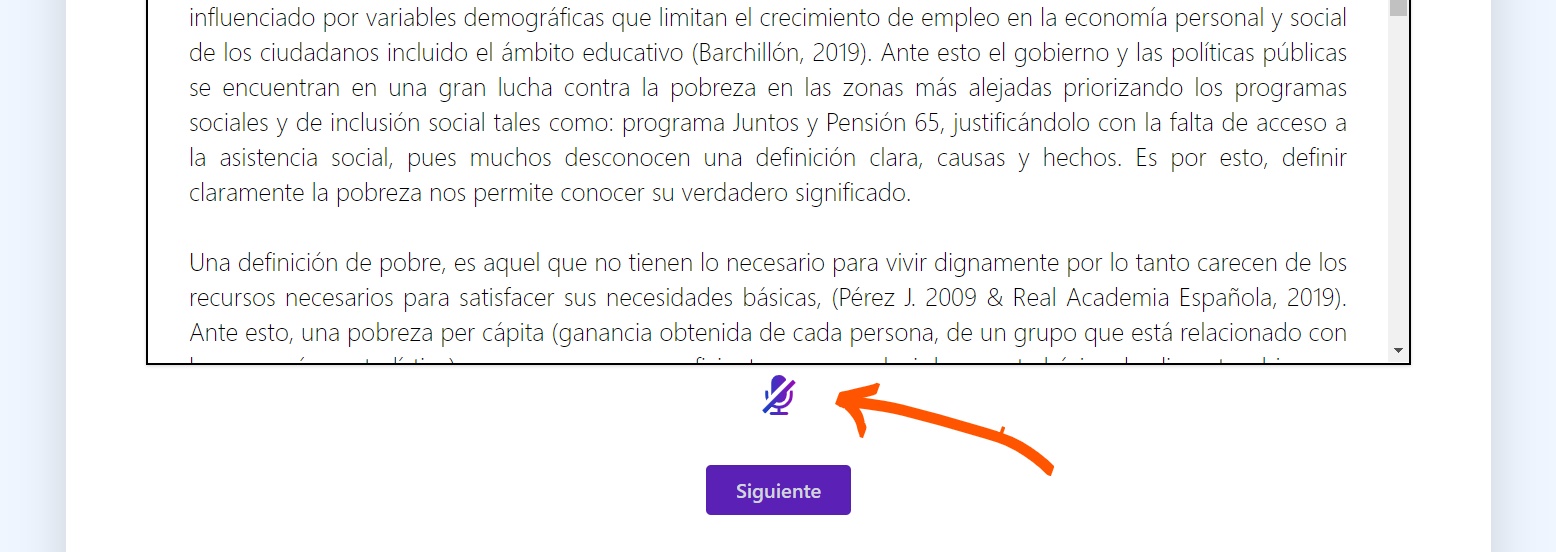 influenciado por variables demográficas que limitan el crecimiento de empleo en la economía personal y social
de los ciudadanos incluido el ámbito educativo (Barchillón, 2019). Ante esto el gobierno y las políticas públicas
se encuentran en una gran lucha contra la pobreza en las zonas más alejadas priorizando los programas
sociales y de inclusión social tales como: programa Juntos y Pensión 65, justificándolo con la falta de acceso a
la asistencia social, pues muchos desconocen una definición clara, causas y hechos. Es por esto, definir
claramente la pobreza nos permite conocer su verdadero significado.
Una definición de pobre, es aquel que no tienen lo necesario para vivir dignamente por lo tanto carecen de los
recursos necesarios para satisfacer sus necesidades básicas, (Pérez J. 2009 & Real Academia Española, 2019).
Ante esto, una pobreza per cápita (ganancia obtenida de cada persona, de un grupo que está relacionado con
Siguiente